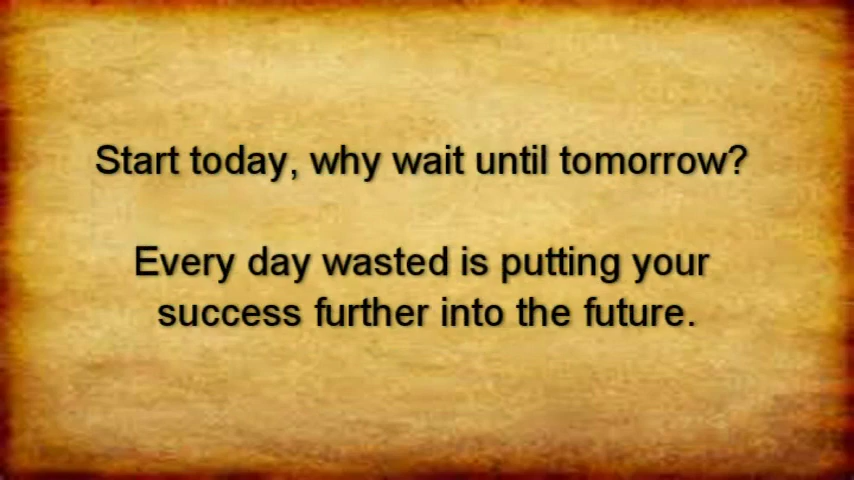 Start today, why wait until tomorrow?
Every day wasted is putting your
success further into the future.